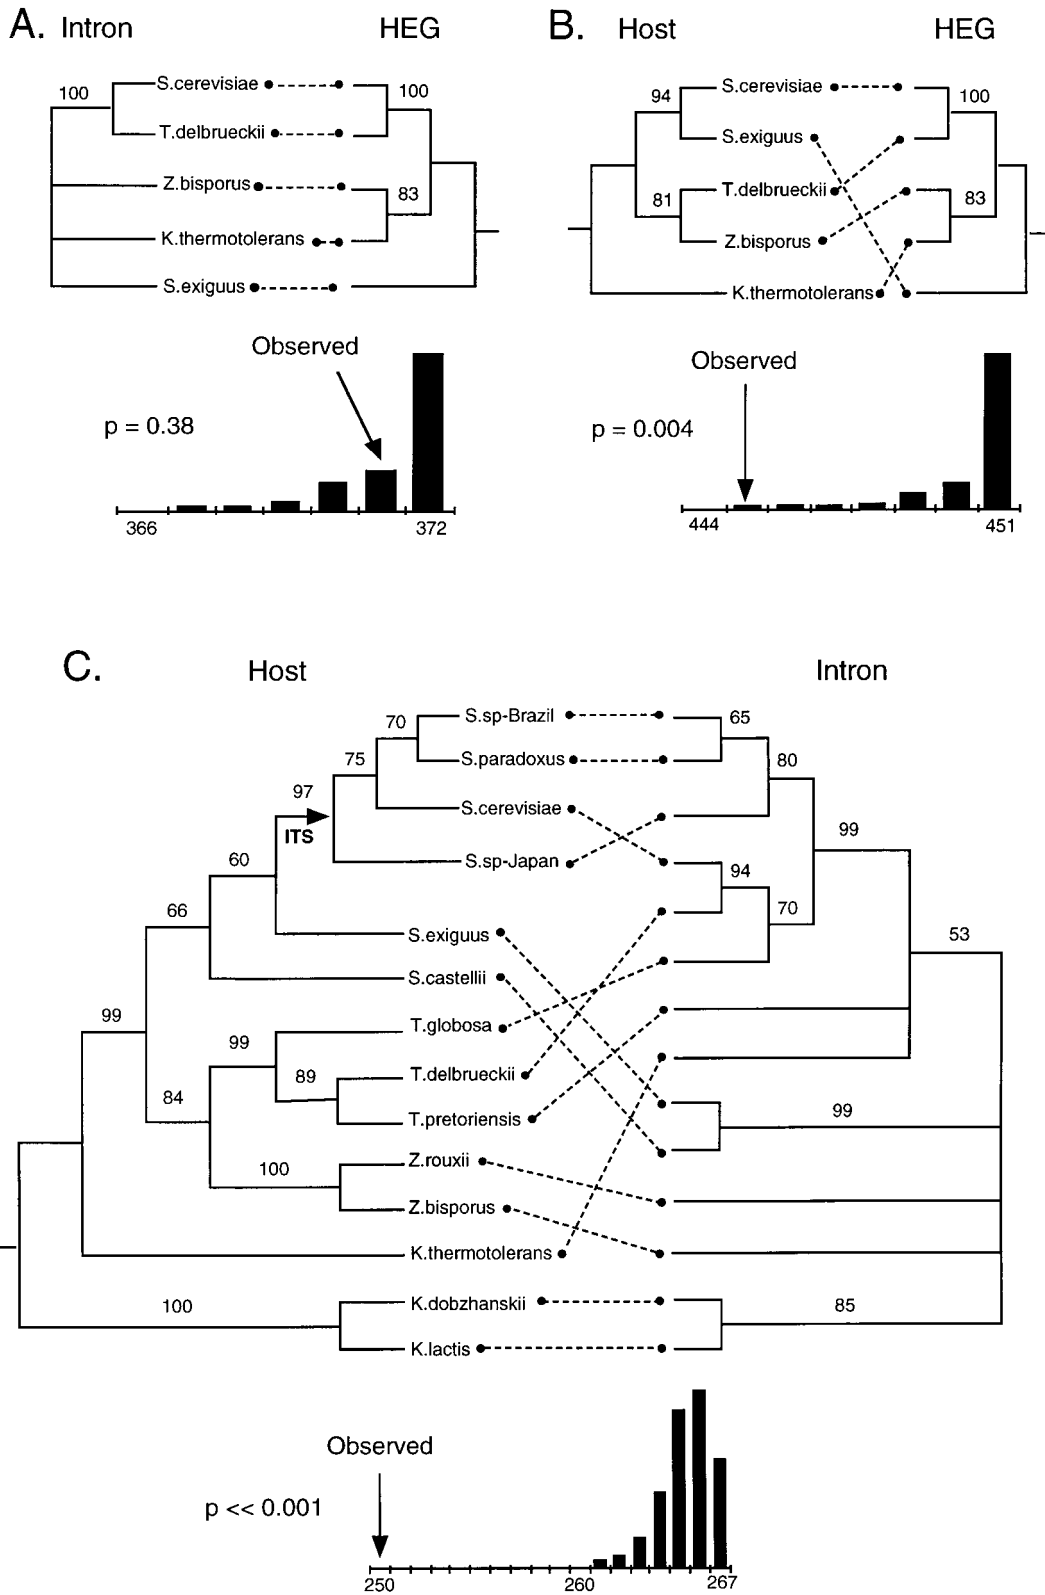 A. Intron HEG
100
S.cerevisiae
100
T.delbrueckii
Z.bisporus
83
K.thermotolerans
S.exiguus
Observed
p = 0.38
366 372
B. Host HEG
94
S.cerevisiae
100
S.exiguus
T.delbrueckii
81
83
Z.bisporus
K.thermotolerans
Observed
p = 0.004
444 451
C. Host Intron
70
S.sp-Brazil
65
75
S.paradoxus
80
97
S.cerevisiae
ITS
99
60
S.sp-Japan
94
66
70
S.exiguus
53
S.castellii
99
T.globosa
99
89
T.delbrueckii
84
T.pretoriensis
99
Z.rouxii
100
Z.bisporus
K.thermotolerans
100
K.dobzhanskii
85
K.lactis
Observed
p << 0.001
250 260 267